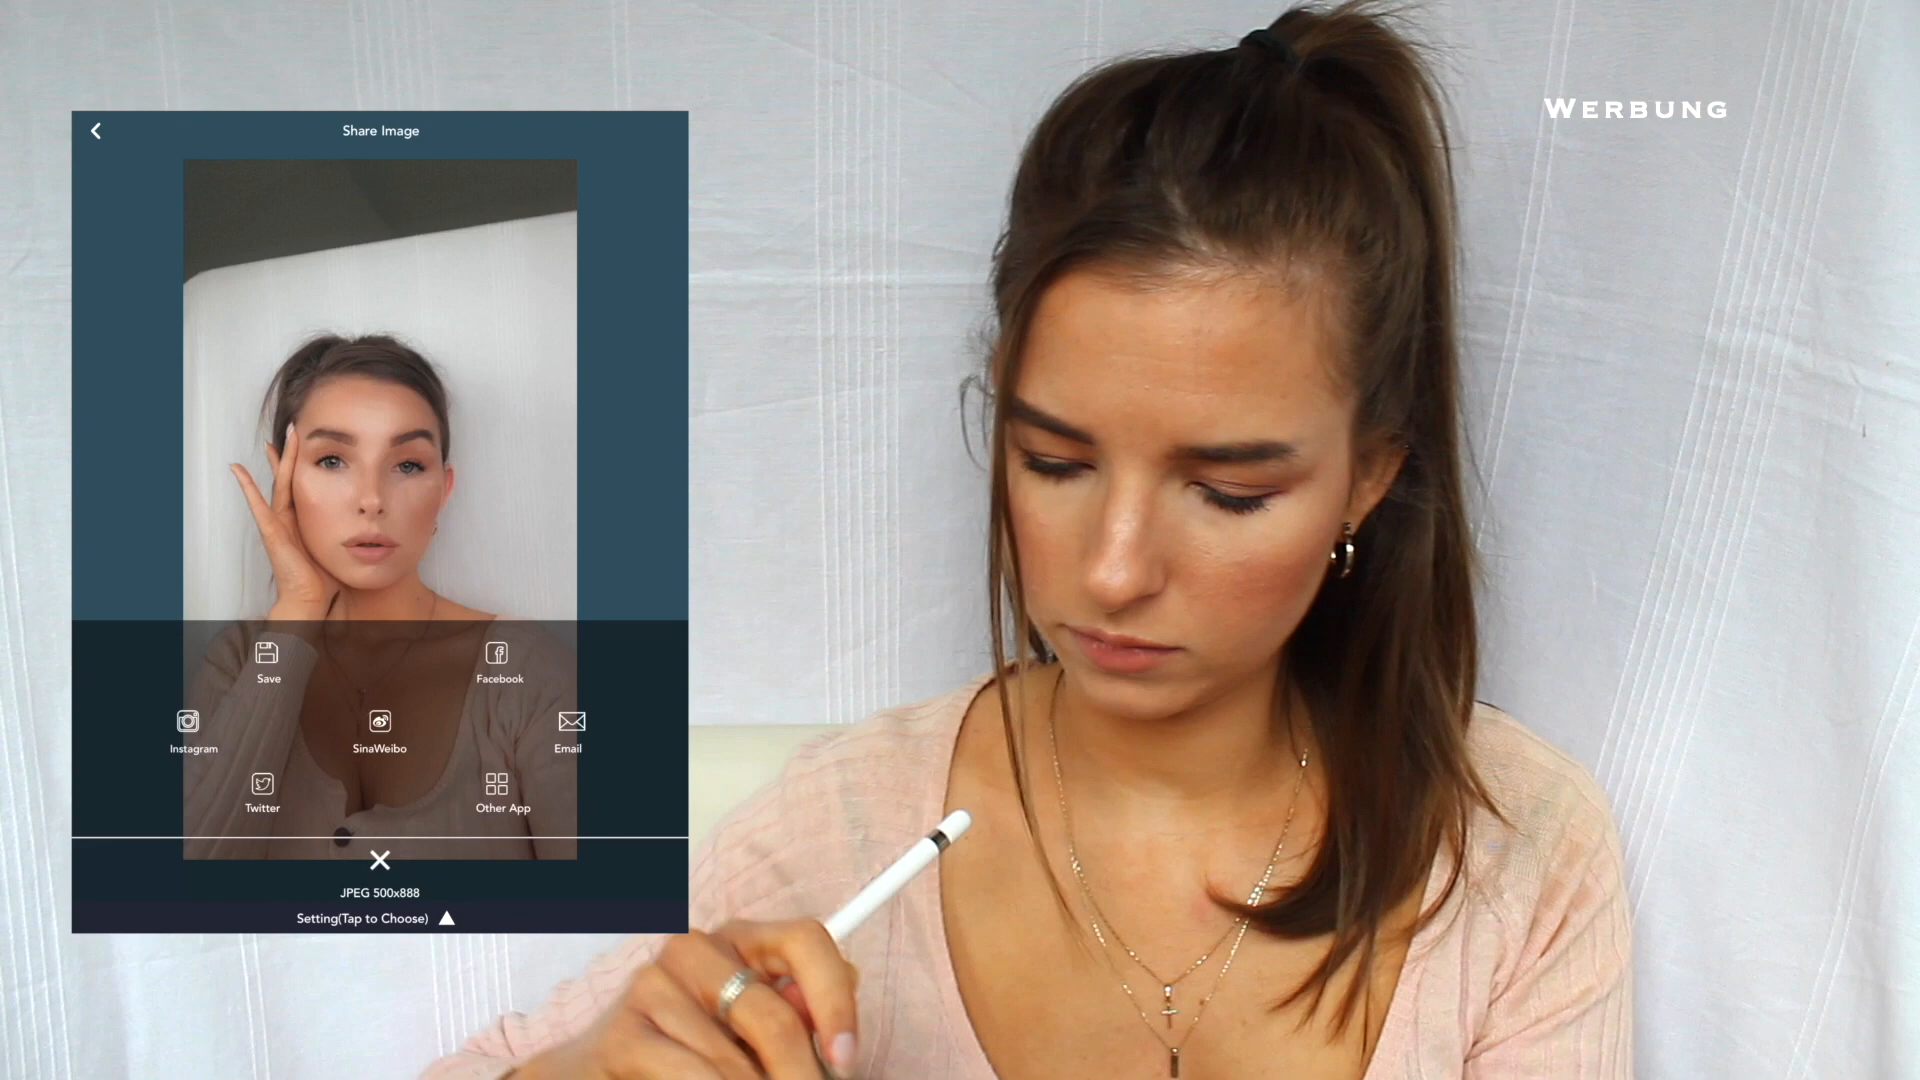 Share Image
WERBUNG
Save
Facebook
Instagram
SinaWeibo
Email
Twitter
Other App
JPEG 500x888
Setting(Tap to Choose)